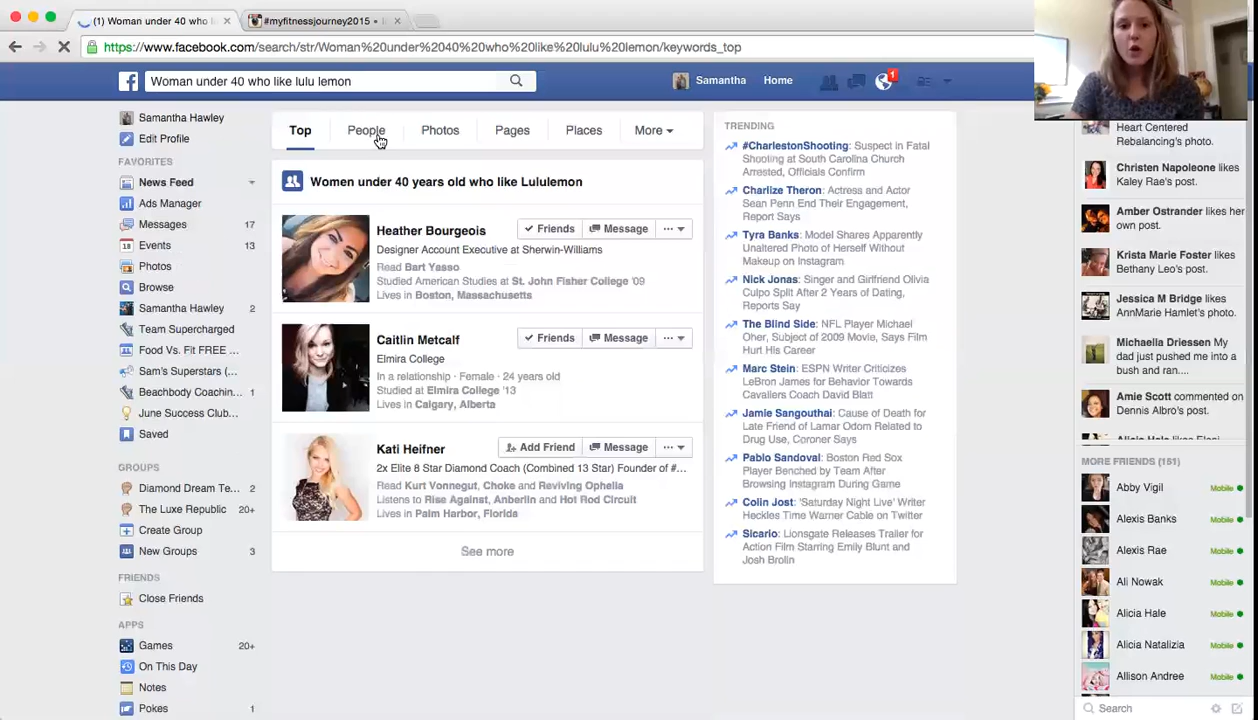 (1) Woman under 40 who li
#myfitnessjourney2015 •
https://www.facebook.com/search/str/Woman%20under%2040%20who%20like%20lulu%20lemon/keywords_top
Woman under 40 who like lulu lemon
Samantha
Home
1
Samantha Hawley
Edit Profile
FAVORITES
News Feed
Ads Manager
Messages 17
Events 13
Photos
Browse
Samantha Hawley 2
Team Supercharged
Food Vs. Fit FREE ...
Sam's Superstars (...
Beachbody Coaching... 1
June Success Club...
Saved
GROUPS
Diamond Dream Te... 2
The Luxe Republic 20+
Create Group
New Groups 3
FRIENDS
Close Friends
APPS
Games 20+
On This Day
Notes
Pokes 1
Top People Photos Pages Places More
Women under 40 years old who like Lululemon
Heather Bourgeois
Friends Message ...
Designer Account Executive at Sherwin-Williams
Read Bart Yasso
Studied American Studies at St. John Fisher College '09
Lives in Boston, Massachusetts
Caitlin Metcalf
Friends Message ...
Elmira College
In a relationship · Female · 24 years old
Studied at Elmira College '13
Lives in Calgary, Alberta
Kati Heifner
Add Friend Message ...
2x Elite 8 Star Diamond Coach (Combined 13 Star) Founder of #...
Read Kurt Vonnegut, Choke and Reviving Ophelia
Listens to Rise Against, Anberlin and Hot Rod Circuit
Lives in Palm Harbor, Florida
See more
TRENDING
#CharlestonShooting: Suspect in Fatal
Shooting at South Carolina Church
Arrested, Officials Confirm
Charlize Theron: Actress and Actor
Sean Penn End Their Engagement,
Report Says
Tyra Banks: Model Shares Apparently
Unaltered Photo of Herself Without
Makeup on Instagram
Nick Jonas: Singer and Girlfriend Olivia
Culpo Split After 2 Years of Dating,
Reports Say
The Blind Side: NFL Player Michael
Oher, Subject of 2009 Movie, Says Film
Hurt His Career
Marc Stein: ESPN Writer Criticizes
LeBron James for Behavior Towards
Cavaliers Coach David Blatt
Jamie Sangouthai: Cause of Death for
Late Friend of Lamar Odom Related to
Drug Use, Coroner Says
Pablo Sandoval: Boston Red Sox
Player Benched by Team After
Browsing Instagram During Game
Colin Jost: 'Saturday Night Live' Writer
Heckles Time Warner Cable on Twitter
Sicario: Lionsgate Releases Trailer for
Action Film Starring Emily Blunt and
Josh Brolin
Heart Centered
Rebalancing's photo.
Christen Napoleone likes
Kaley Rae's post.
Amber Ostrander likes her
own post.
Krista Marie Foster likes
Bethany Leo's post.
Jessica M Bridge likes
AnnMarie Hamlet's photo.
Michaella Driessen My
dad just pushed me into a
bush and ran....
Amie Scott commented on
Dennis Albro's post.
MORE FRIENDS (151)
Abby Vigil Mobile
Alexis Banks Mobile
Alexis Rae Mobile
Ali Nowak Mobile
Alicia Hale Mobile
Alicia Natalizia Mobile
Allison Andree Mobile
Search